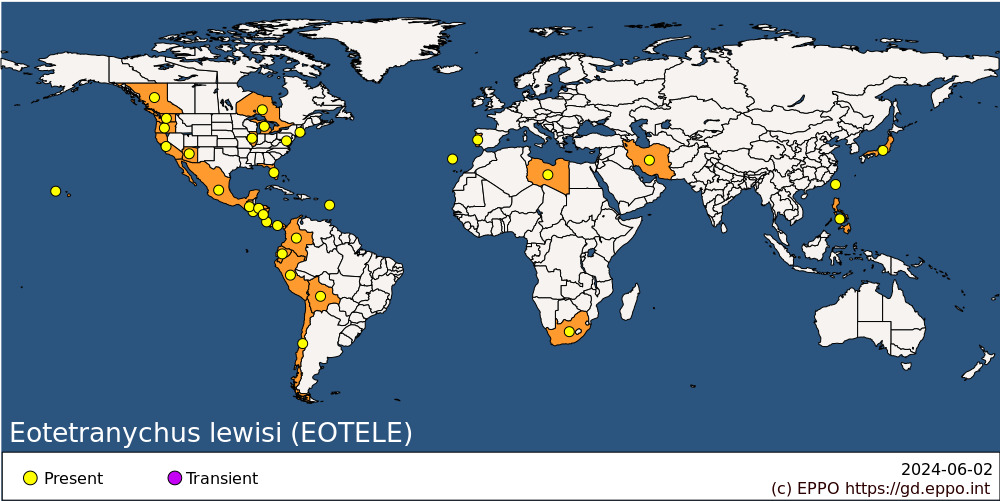 Eotetranychus lewisi (EOTELE)
Present
Transient
2024-06-02
(c) EPPO https://gd.eppo.int